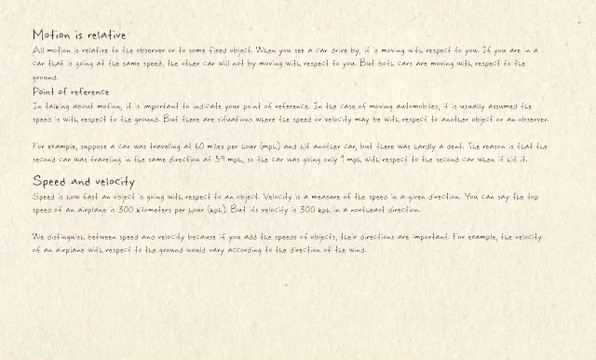 Motion is relative
All motion is relative to the observer or to some fixed object. When you see a car drive by, it is moving with respect to you. If you are in a
car that is going at the same speed, the other car will not by moving with respect to you. But both cars are moving with respect to the
ground.
Point of reference
In talking about motion, it is important to indicate your point of reference. In the case of moving automobiles, it is usually assumed the
speed is with respect to the ground. But there are situations where the speed or velocity may be with respect to another object or an observer.
For example, suppose a car was traveling at 60 miles per hour (mph) and hit another car, but there was hardly a dent. The reason is that the
second car was traveling in the same direction at 59 mph, so the car was going only 1 mph with respect to the second car when it hit it.
Speed and velocity
Speed is how fast an object is going with respect to an object. Velocity is a measure of the speed in a given direction. You can say the top
speed of an airplane is 300 kilometers per hour (kph). But its velocity is 300 kph in a northeast direction.
We distinguish between speed and velocity because if you add the speeds of objects, their directions are important. For example, the velocity
of an airplane with respect to the ground would vary according to the direction of the wind.